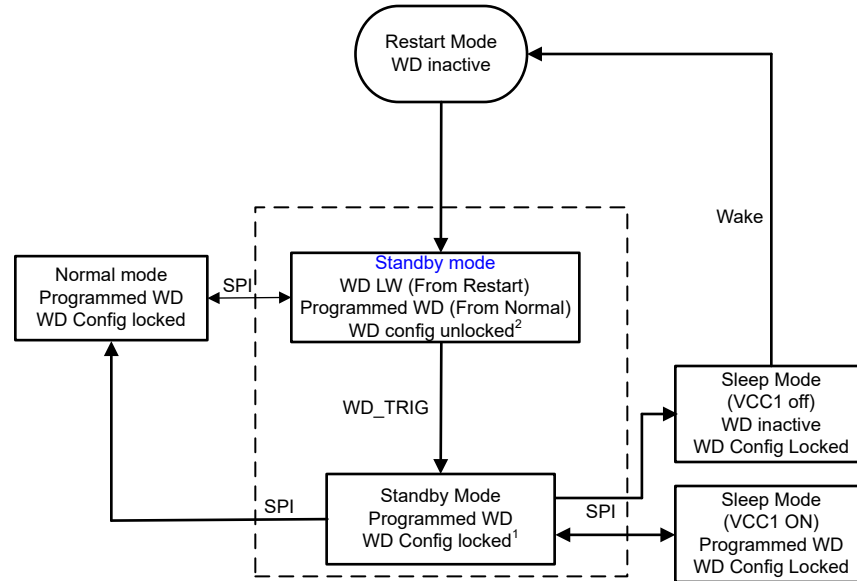 Restart Mode
WD inactive
Wake
Standby mode
WD LW (From Restart)
Programmed WD (From Normal)
WD config unlocked²
Normal mode
Programmed WD
WD Config locked
SPI
WD_TRIG
Sleep Mode
(VCC1 off)
WD inactive
WD Config Locked
Standby Mode
Programmed WD
WD Config locked¹
SPI
SPI
Sleep Mode
(VCC1 ON)
Programmed WD
WD Config Locked